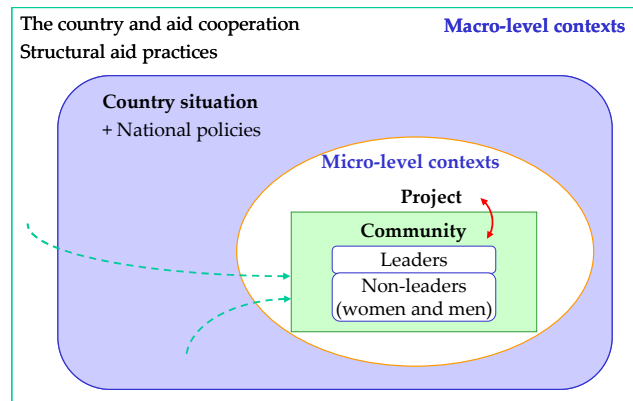 The country and aid cooperation
Macro-level contexts
Structural aid practices
Country situation
+ National policies
Micro-level contexts
Project
Community
Leaders
Non-leaders
(women and men)